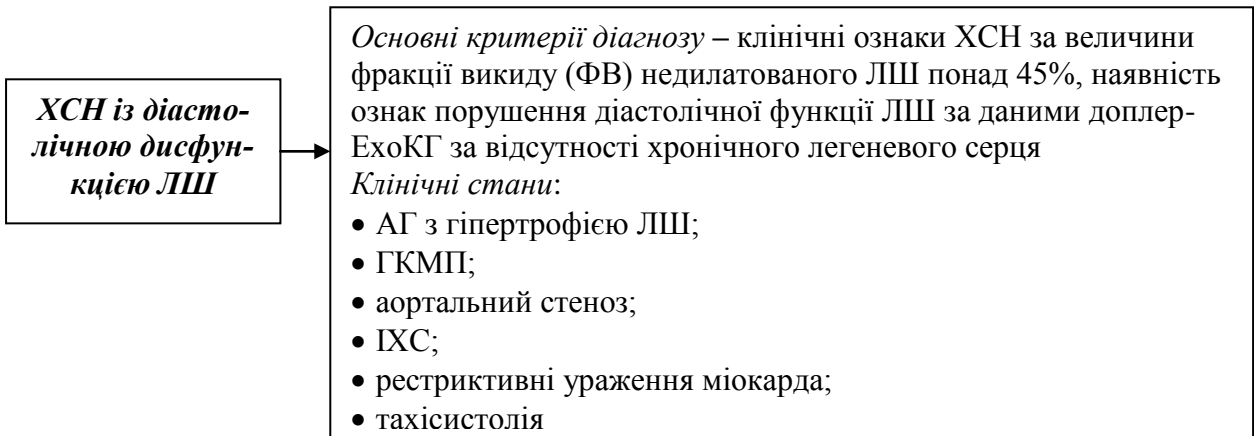 ХСН із діасто-
лічною дисфун-
кцією ЛШ
Основні критерії діагнозу – клінічні ознаки ХСН за величини
фракції викиду (ФВ) недилатованого ЛШ понад 45%, наявність
ознак порушення діастолічної функції ЛШ за даними доплер-
ЕхоКГ за відсутності хронічного легеневого серця
Клінічні стани:
• АГ з гіпертрофією ЛШ;
• ГКМП;
• аортальний стеноз;
• ІХС;
• рестриктивні ураження міокарда;
• тахісистолія